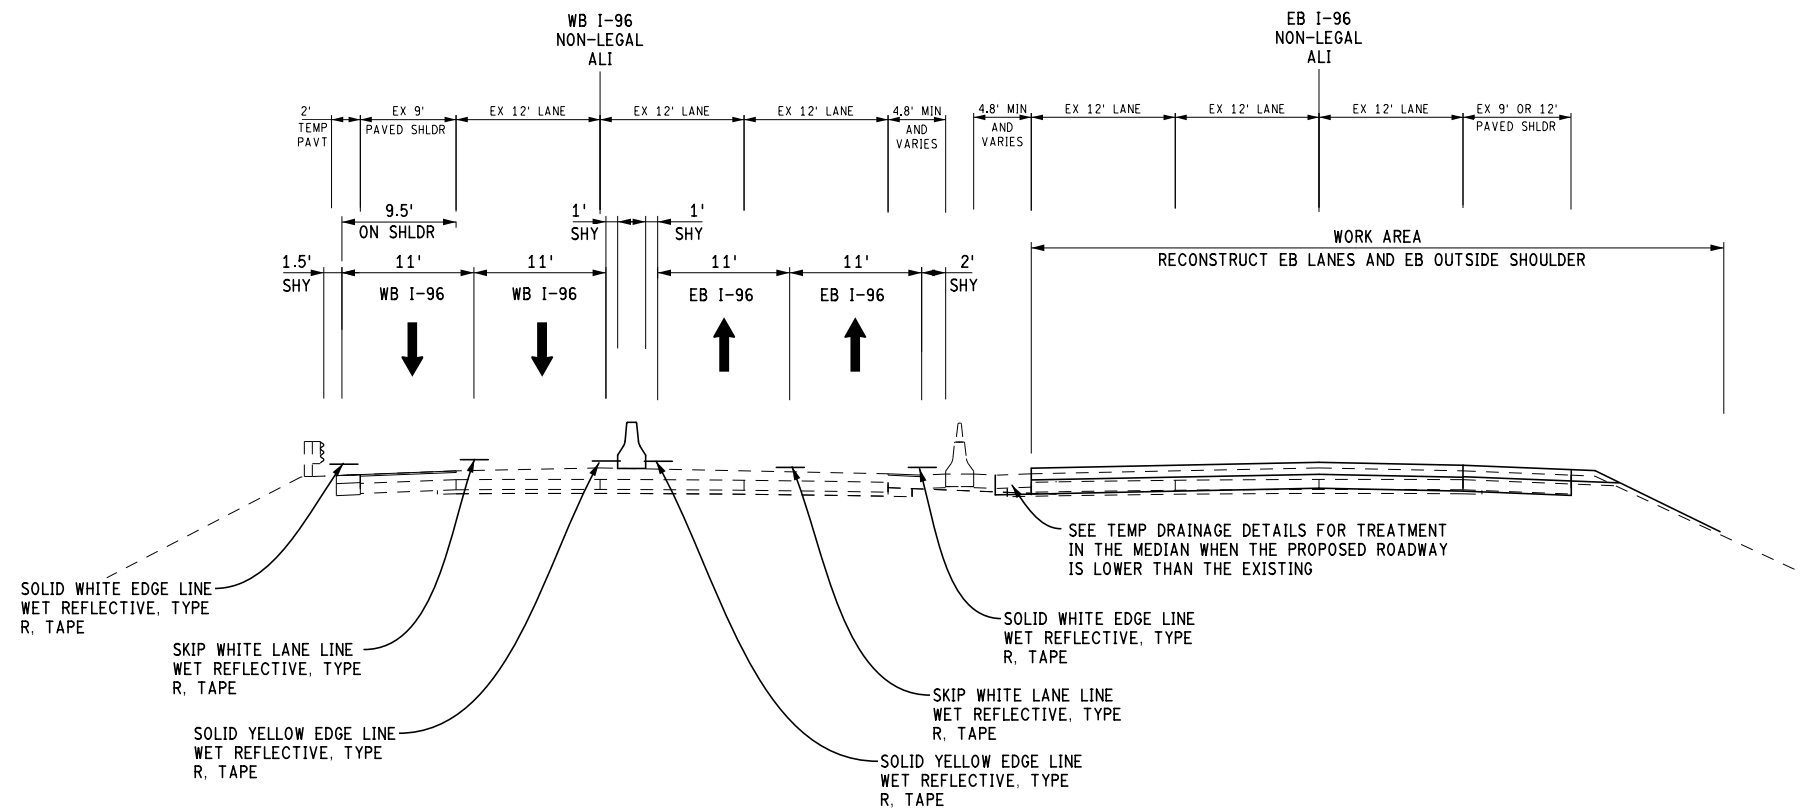 WB I-96
NON-LEGAL
ALI
EB I-96
NON-LEGAL
ALI
2'
TEMP
PAVT
EX 9'
PAVED SHLDR
EX 12' LANE
EX 12' LANE
EX 12' LANE
4.8' MIN
AND
VARIES
4.8' MIN
AND
VARIES
EX 12' LANE
EX 12' LANE
EX 12' LANE
EX 9' OR 12'
PAVED SHLDR
9.5'
ON SHLDR
1'
SHY
1'
SHY
WORK AREA
RECONSTRUCT EB LANES AND EB OUTSIDE SHOULDER
1.5'
SHY
11'
WB I-96
11'
WB I-96
11'
EB I-96
11'
EB I-96
2'
SHY
SEE TEMP DRAINAGE DETAILS FOR TREATMENT
IN THE MEDIAN WHEN THE PROPOSED ROADWAY
IS LOWER THAN THE EXISTING
SOLID WHITE EDGE LINE
WET REFLECTIVE, TYPE
R, TAPE
SKIP WHITE LANE LINE
WET REFLECTIVE, TYPE
R, TAPE
SOLID YELLOW EDGE LINE
WET REFLECTIVE, TYPE
R, TAPE
SOLID WHITE EDGE LINE
WET REFLECTIVE, TYPE
R, TAPE
SKIP WHITE LANE LINE
WET REFLECTIVE, TYPE
R, TAPE
SOLID YELLOW EDGE LINE
WET REFLECTIVE, TYPE
R, TAPE